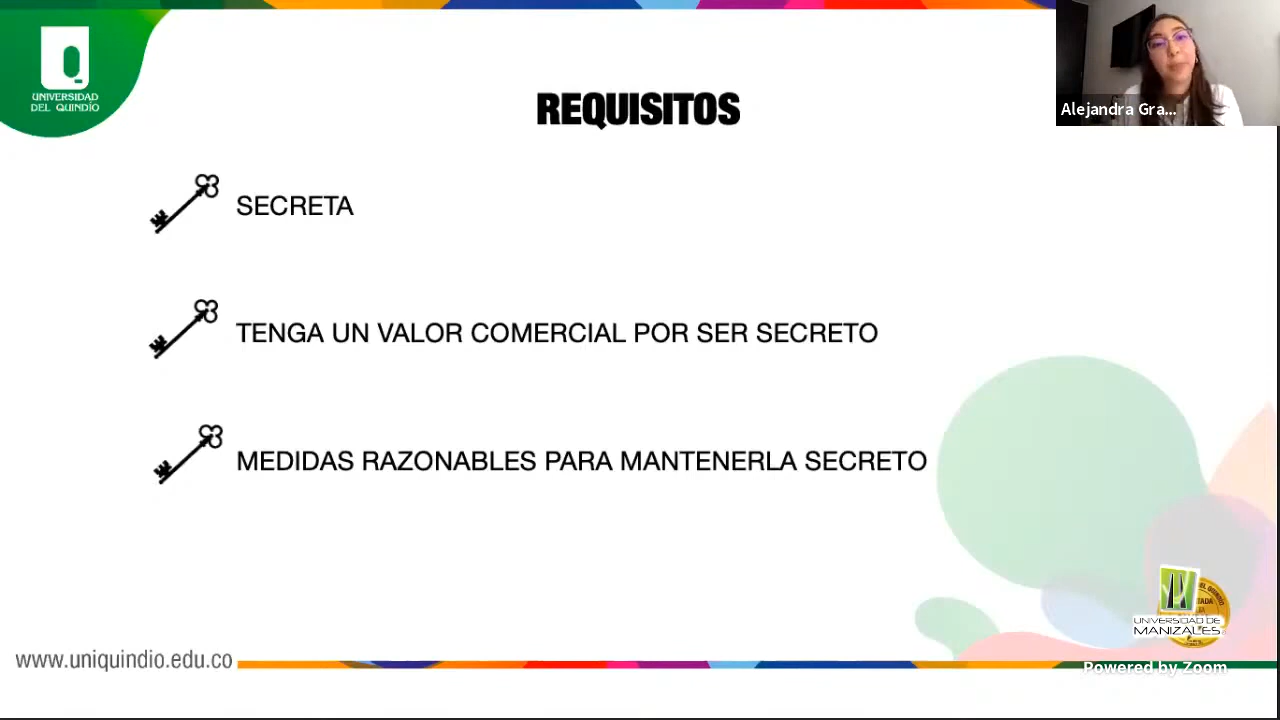 UNIVERSIDAD
DEL QUINDÍO
Alejandra Gra...
REQUISITOS
SECRETA
TENGA UN VALOR COMERCIAL POR SER SECRETO
MEDIDAS RAZONABLES PARA MANTENERLA SECRETO
UNIVERSIDAD DE
MANIZALES
www.uniquindio.edu.co
Powered by Zoom